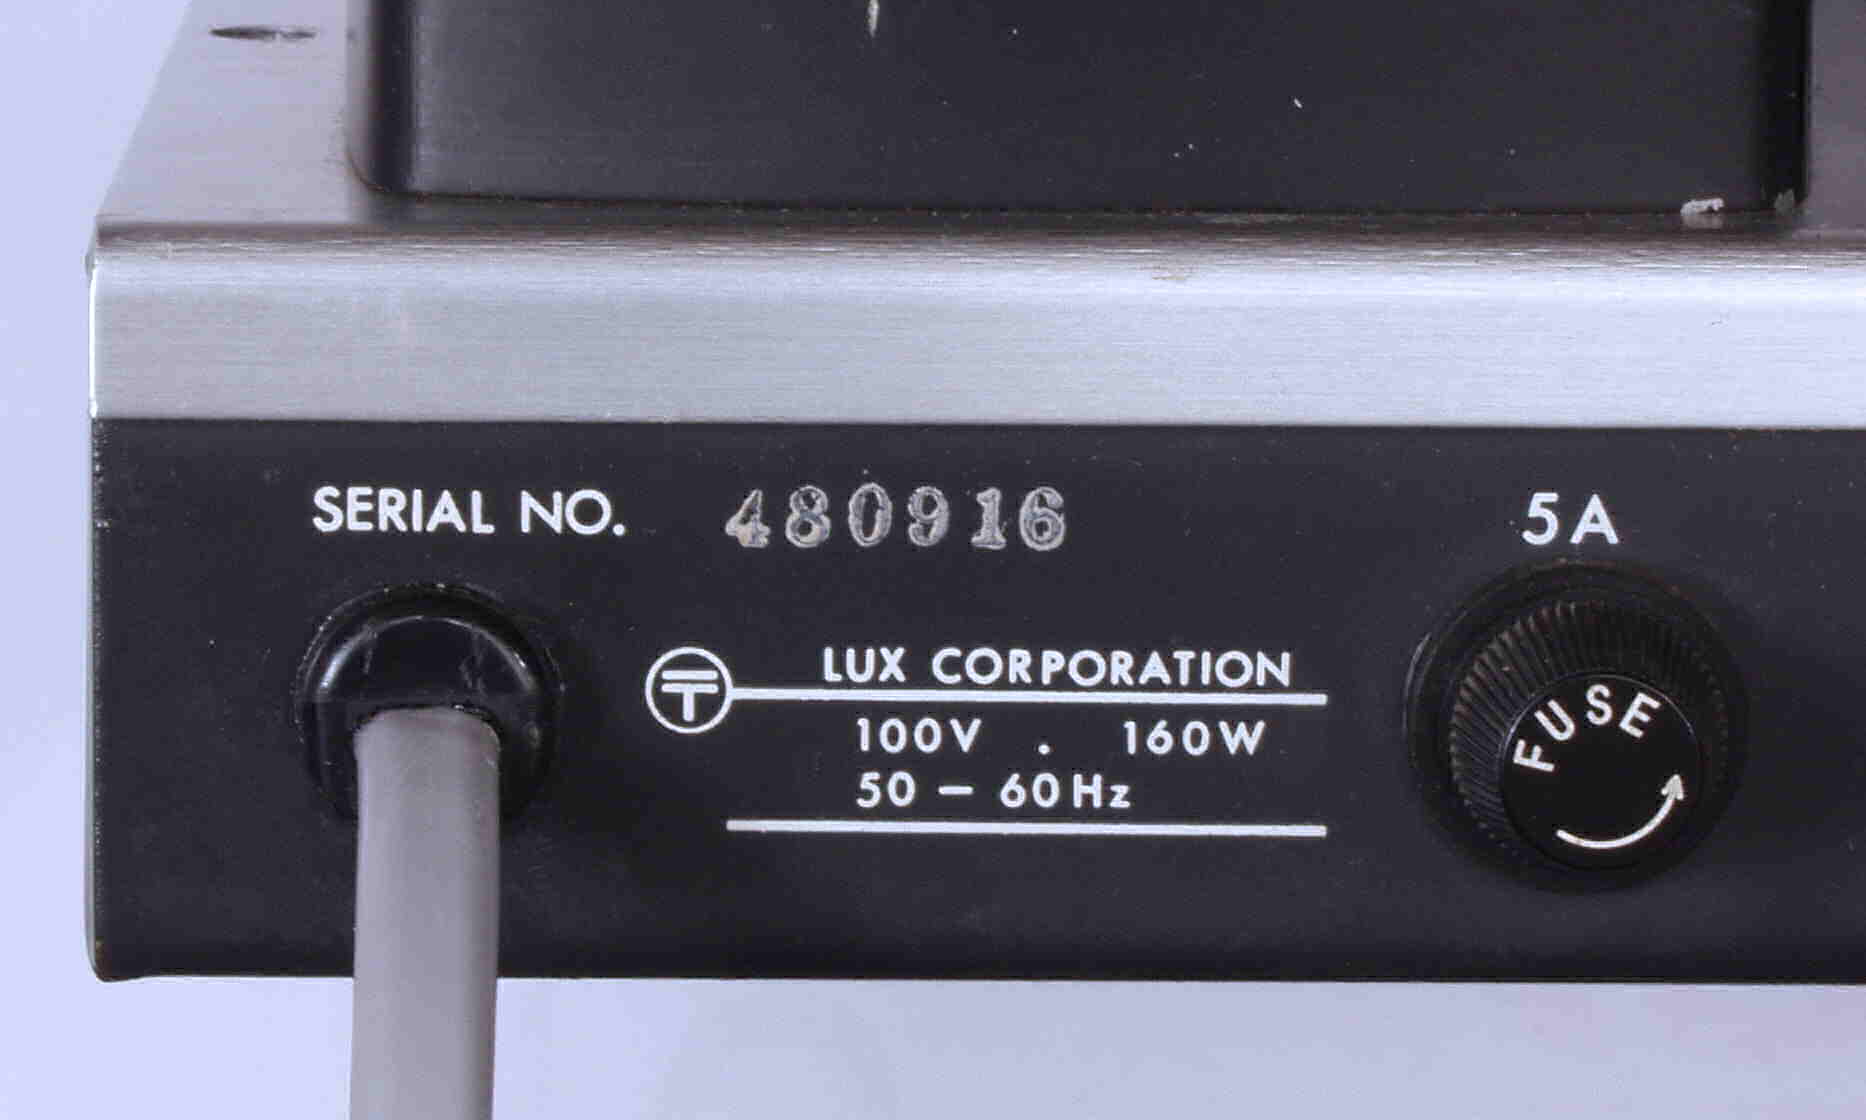 SERIAL NO. 480916
5A
LUX CORPORATION
100V . 160W
50 – 60Hz
FUSE